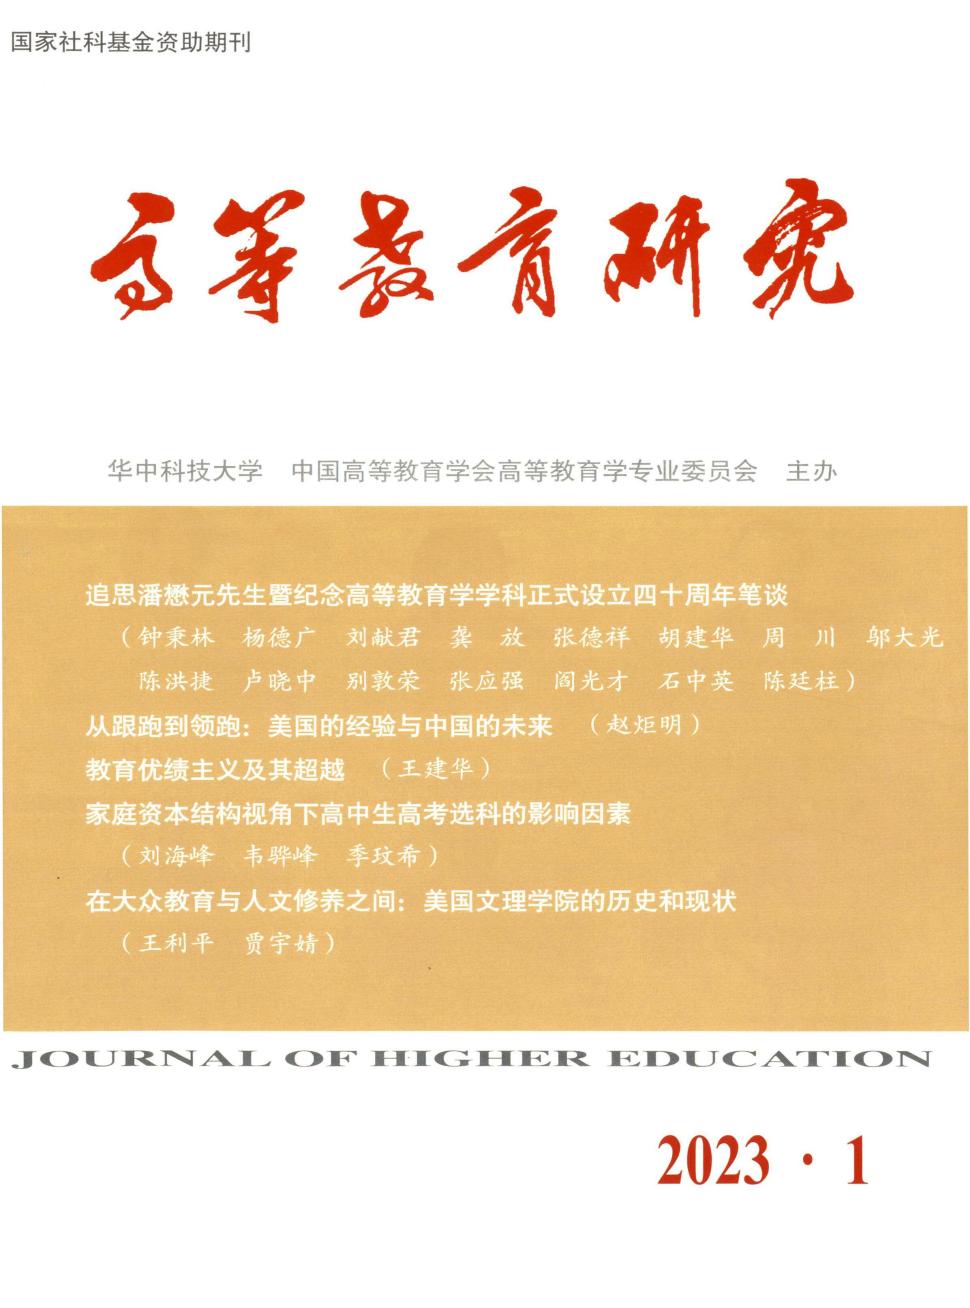 国家社科基金资助期刊
高等教育研究
华中科技大学 中国高等教育学会高等教育学专业委员会 主办
追思潘懋元先生暨纪念高等教育学学科正式设立四十周年笔谈
（钟秉林 杨德广 刘献君 龚 放 张德祥 胡建华 周 川 邬大光
陈洪捷 卢晓中 别敦荣 张应强 阎光才 石中英 陈廷柱）
从跟跑到领跑：美国的经验与中国的未来 （赵炬明）
教育优绩主义及其超越 （王建华）
家庭资本结构视角下高中生高考选科的影响因素
（刘海峰 韦骅峰 季玟希）
在大众教育与人文修养之间：美国文理学院的历史和现状
（王利平 贾宇婧）
JOURNAL OF HIGHER EDUCATION
2023·1